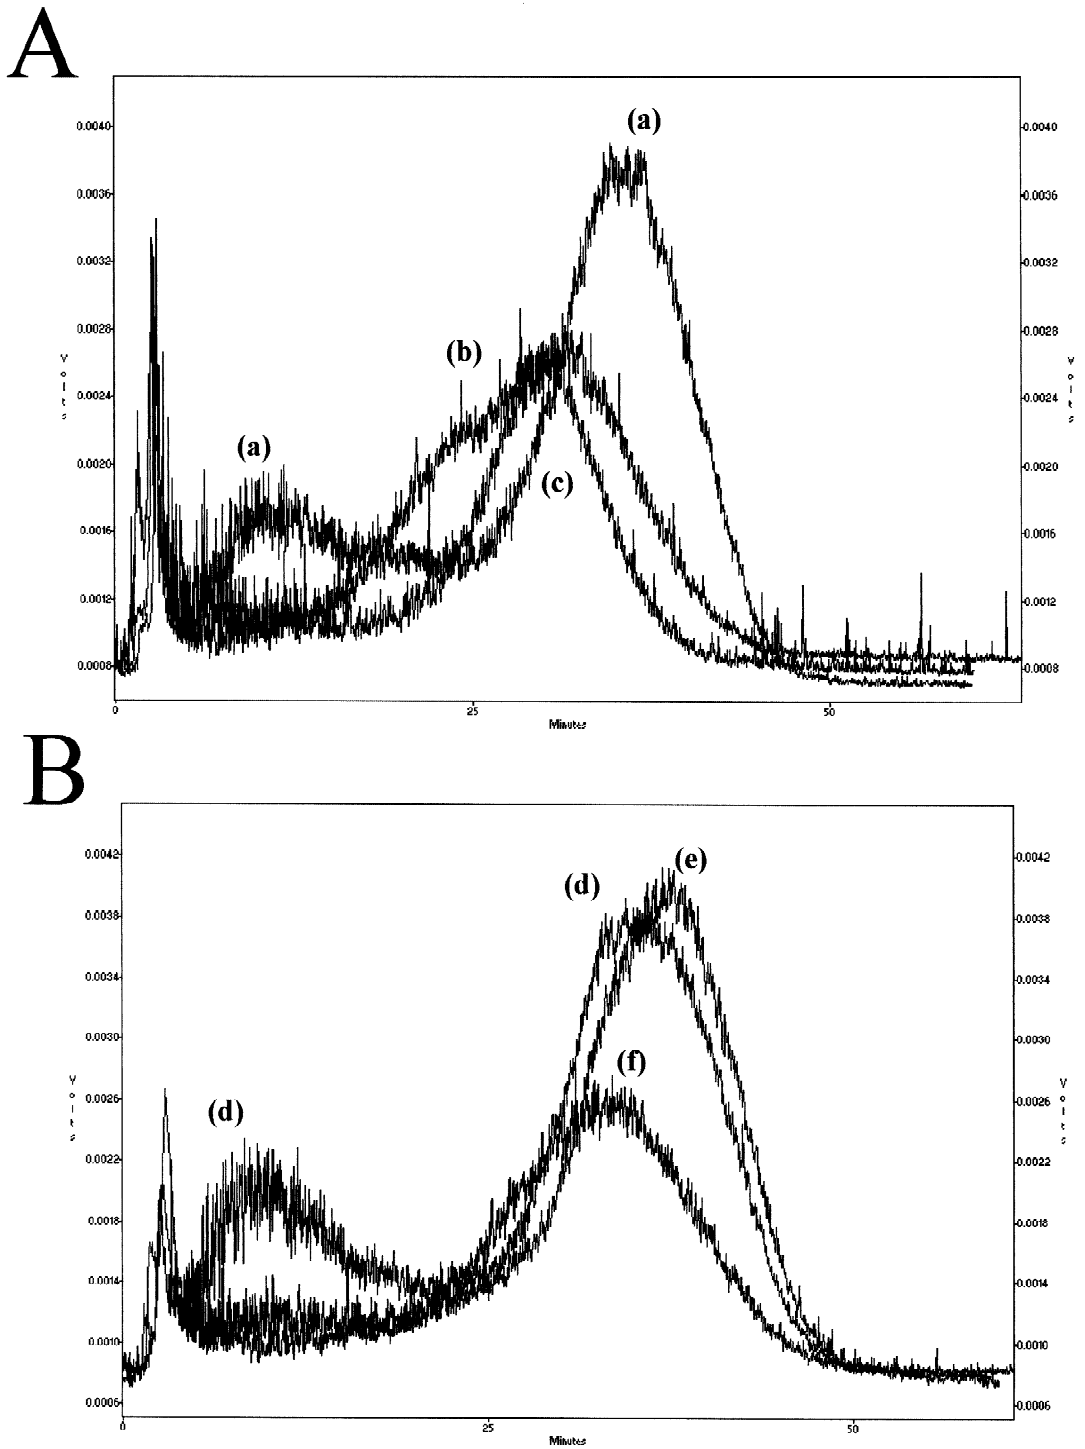 A
(a)
0.0040 0.0040
0.0036 0.0036
0.0032 0.0032
0.0028 0.0028
(b)
Volts Volts
0.0024 0.0024
(a)
0.0020 0.0020
(c)
0.0016 0.0016
0.0012 0.0012
0.0008 0.0008
0 25 50
Minutes
B
(e)
0.0042 0.0042
(d)
0.0038 0.0038
0.0034 0.0034
0.0030 0.0030
(f)
Volts Volts
0.0026 0.0026
(d)
0.0022 0.0022
0.0018 0.0018
0.0014 0.0014
0.0010 0.0010
0.0006 0.0006
0 25 50
Minutes